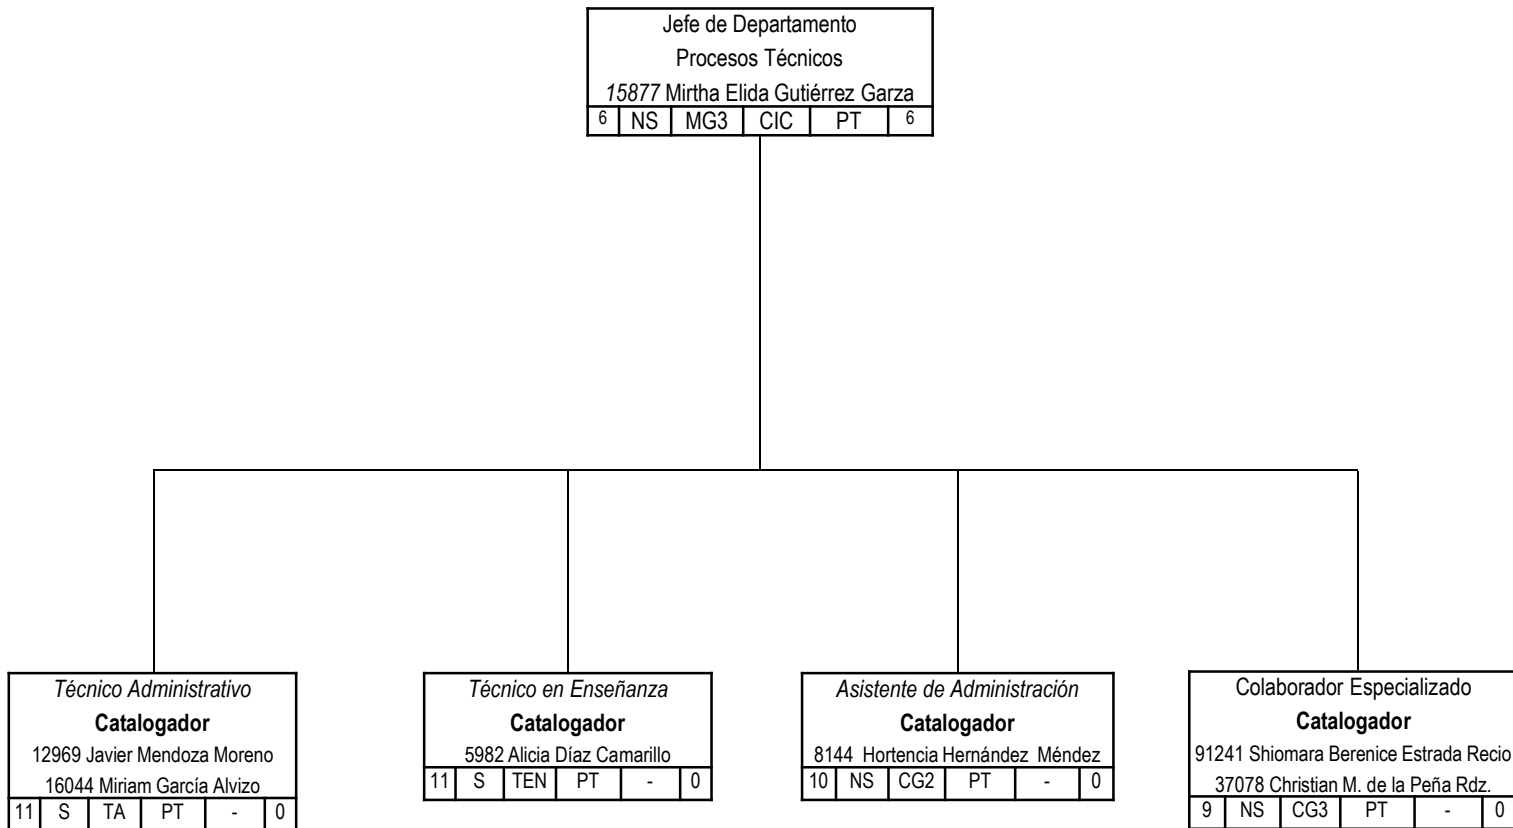 Jefe de Departamento
Procesos Técnicos
15877 Mirtha Elida Gutiérrez Garza
6 NS MG3 CIC PT 6
Técnico Administrativo
Catalogador
12969 Javier Mendoza Moreno
16044 Miriam García Alvizo
11 S TA PT - 0
Técnico en Enseñanza
Catalogador
5982 Alicia Díaz Camarillo
11 S TEN PT - 0
Asistente de Administración
Catalogador
8144 Hortencia Hernández Méndez
10 NS CG2 PT - 0
Colaborador Especializado
Catalogador
91241 Shiomara Berenice Estrada Recio
37078 Christian M. de la Peña Rdz.
9 NS CG3 PT - 0